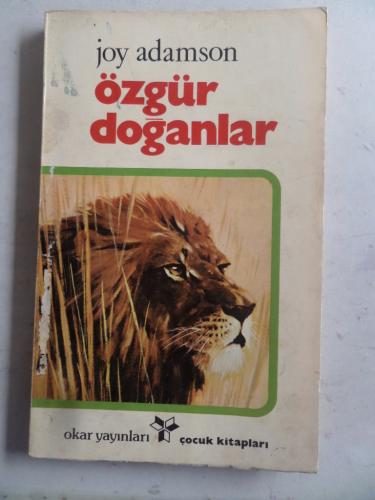 joy adamson
özgür
doğanlar
okar yayınları çocuk kitapları